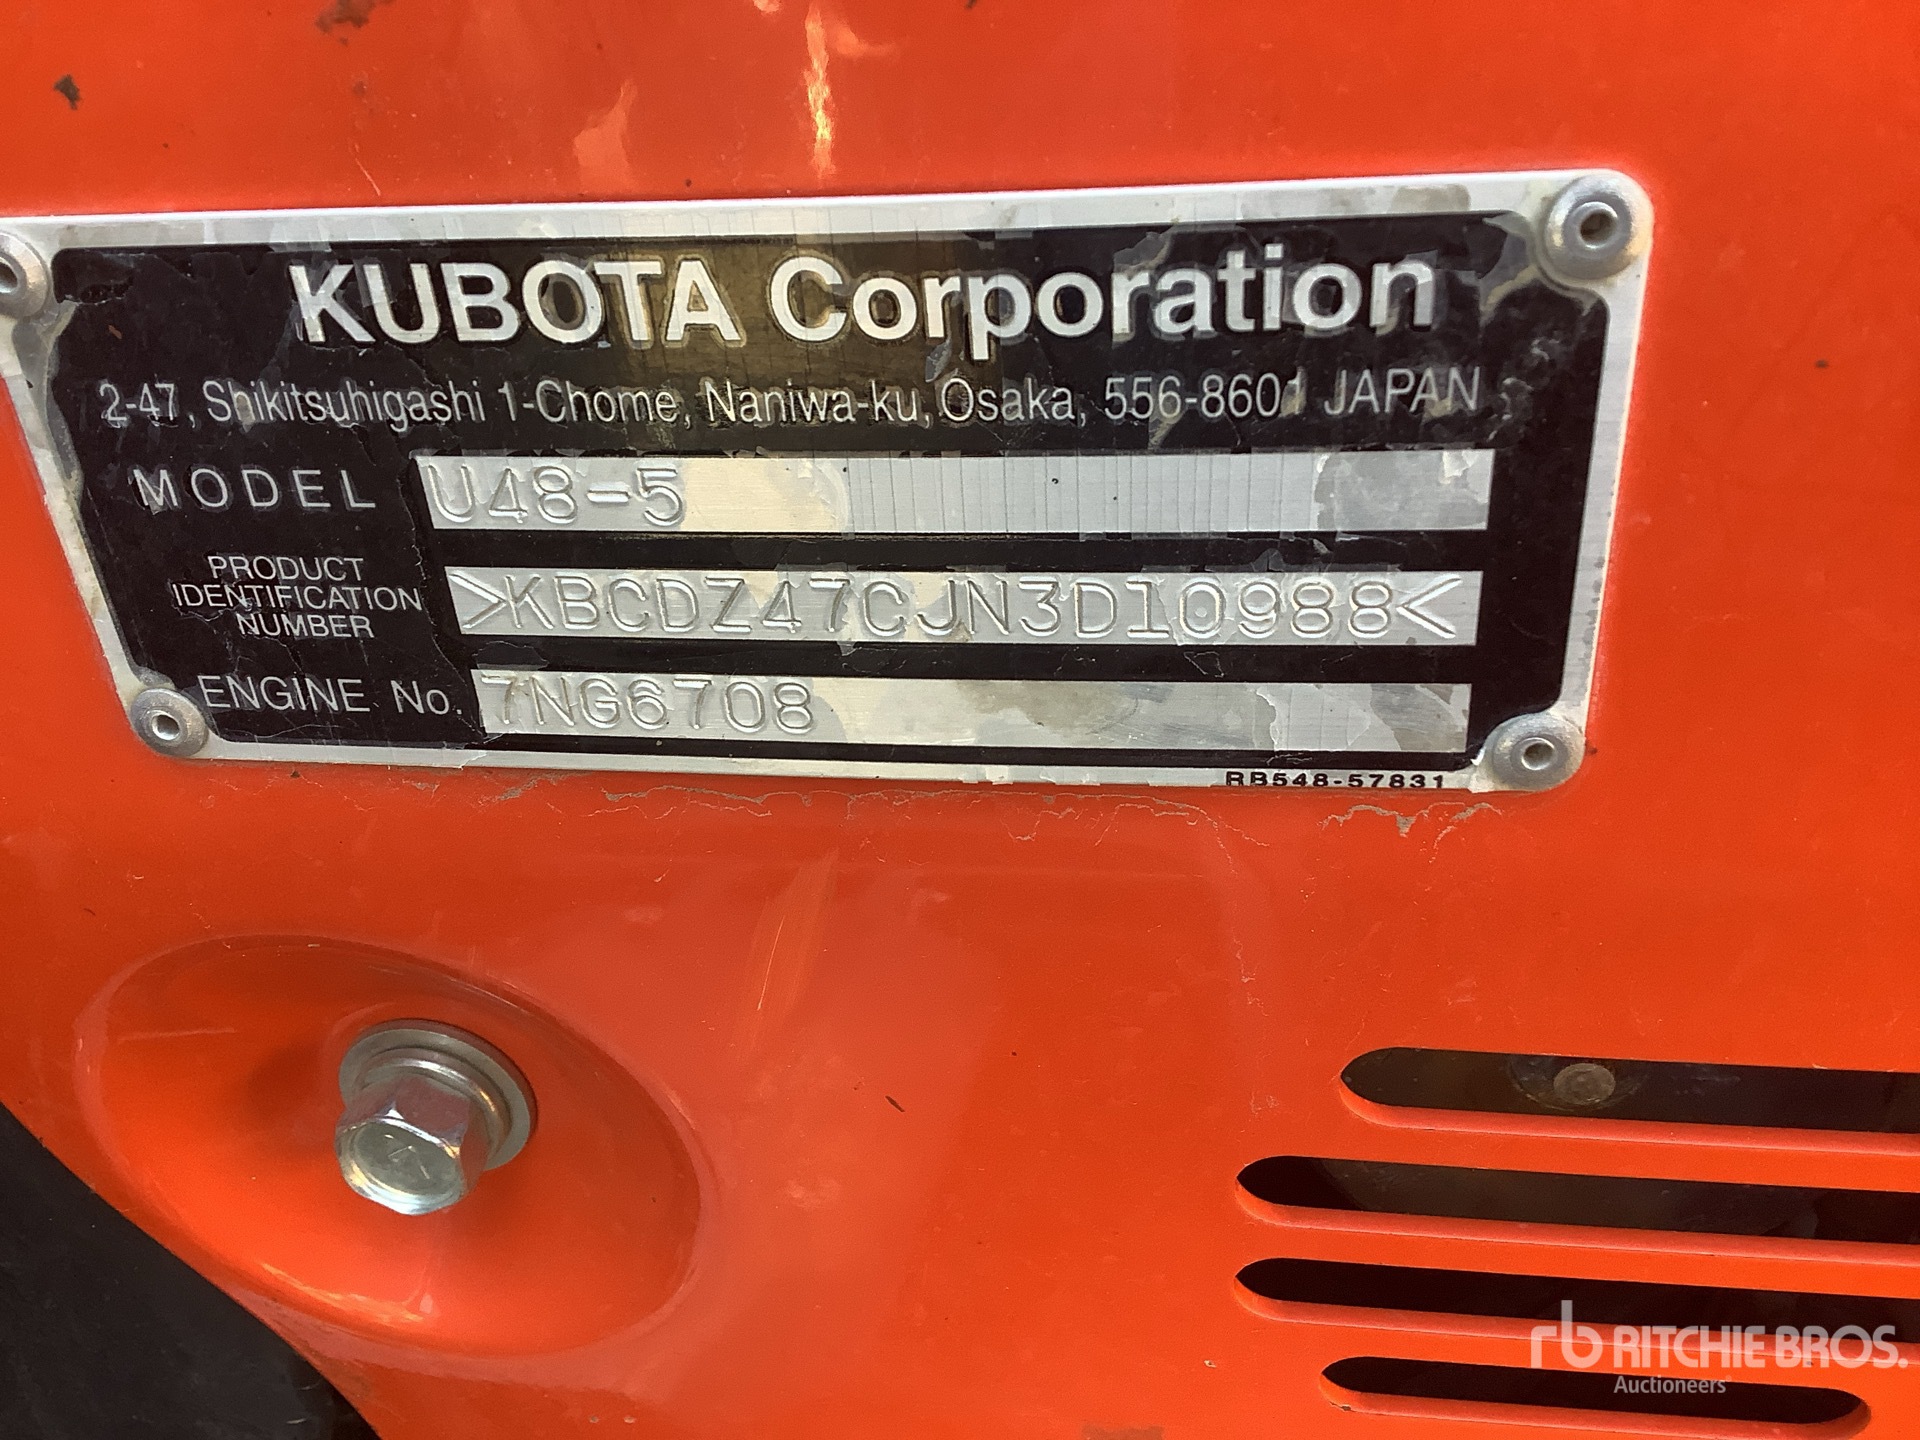 KUBOTA Corporation
2-47, Shikitsuhigashi 1-Chome, Naniwa-ku, Osaka, 556-8601 JAPAN
MODEL U48-5
PRODUCT
IDENTIFICATION
NUMBER
>KBCDZ47CJN3D10988<
ENGINE No. 7NG6708
RB548-57831
rb RITCHIE BROS.
Auctioneers